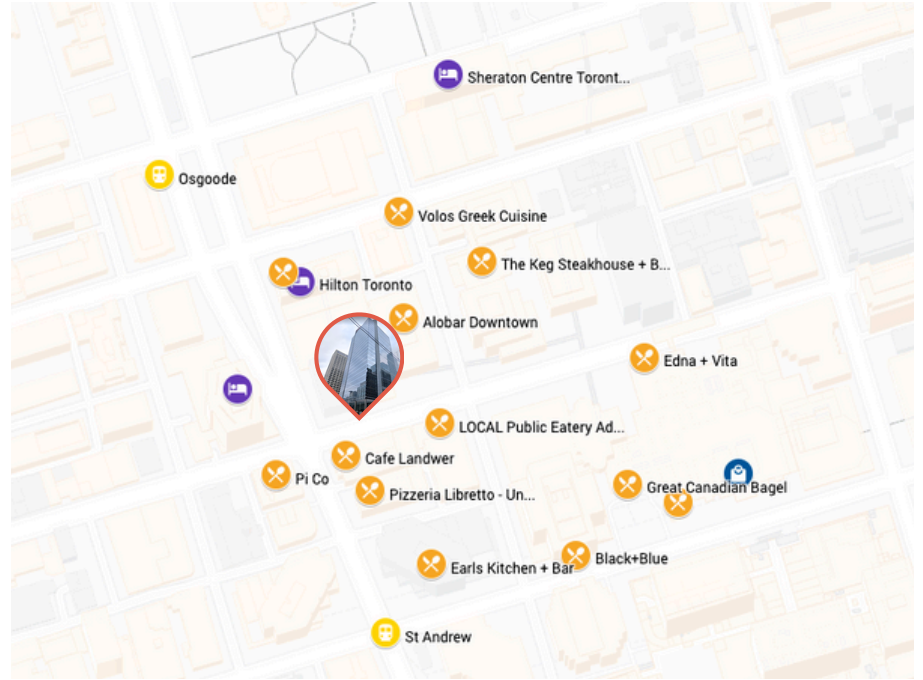 Sheraton Centre Toront...
Osgoode
Volos Greek Cuisine
The Keg Steakhouse + B...
Hilton Toronto
Alobar Downtown
Edna + Vita
LOCAL Public Eatery Ad...
Cafe Landwer
Pi Co
Pizzeria Libretto - Un...
Great Canadian Bagel
Black+Blue
Earls Kitchen + Bar
St Andrew